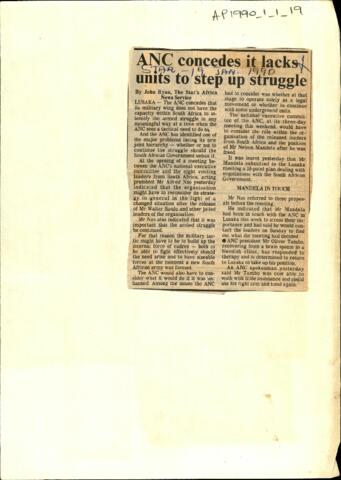 AP1990_1_1_19
ANC concedes it lacks
units to step up struggle
STAR - 19 JAN 1990
By John Ryan, The Star's Africa
News Service
LUSAKA — The ANC concedes that
its military wing does not have the
capacity within South Africa to in-
tensify the armed struggle in any
meaningful way at a time when the
ANC sees a tactical need to do so.
And has identified one of
the major problems facing its new
joint hierarchy — whether or not to
continue the struggle should the
South African Government unban it.
At the opening of a meeting be-
tween the ANC's national executive
committee and the eight visiting
leaders from South Africa, acting
president Mr Alfred Nzo yesterday
indicated that the organisation
might have to reconsider its strate-
gy in general in the light of a
changed situation after the release
of Mr Walter Sisulu and other jailed
leaders of the organisation.
Mr Nzo also indicated that it was
important that the armed struggle
be continued.
For that reason the military tac-
tic might have to be to build up the
internal force of cadres — both to
be able to fight effectively should
the need arise and to have sizeable
forces at the moment a new South
African army was formed.
The ANC would also have to con-
sider what it would do if it was un-
banned. Among the issues the ANC
had to consider was whether at that
stage to operate solely as a legal
movement or whether to continue
with some underground units.
The national executive commit-
tee of the ANC, at its three-day
meeting this weekend, would have
to consider the role within the or-
ganisation of the released leaders
from South Africa and the position
of Mr Nelson Mandela after he was
freed.
It was learnt yesterday that Mr
Mandela submitted to the Lusaka
meeting a
negotiations with the South African
Government.
MANDELA IN TOUCH
Mr Nzo referred to these propo-
sals before the meeting.
He indicated that Mr Mandela
had been in touch with the ANC in
Lusaka this week to stress their im-
portance and had said he would con-
tact the leaders on Sunday to find
out what the meeting had decided.
● ANC president Mr Oliver Tambo,
recovering from a brain spasm in a
Swedish clinic, has responded to
therapy and is determined to return
to Lusaka to take up his position.
An ANC spokesman yesterday
said Mr Tambo was now able to
walk with little assistance and could
use his right arm and hand again.